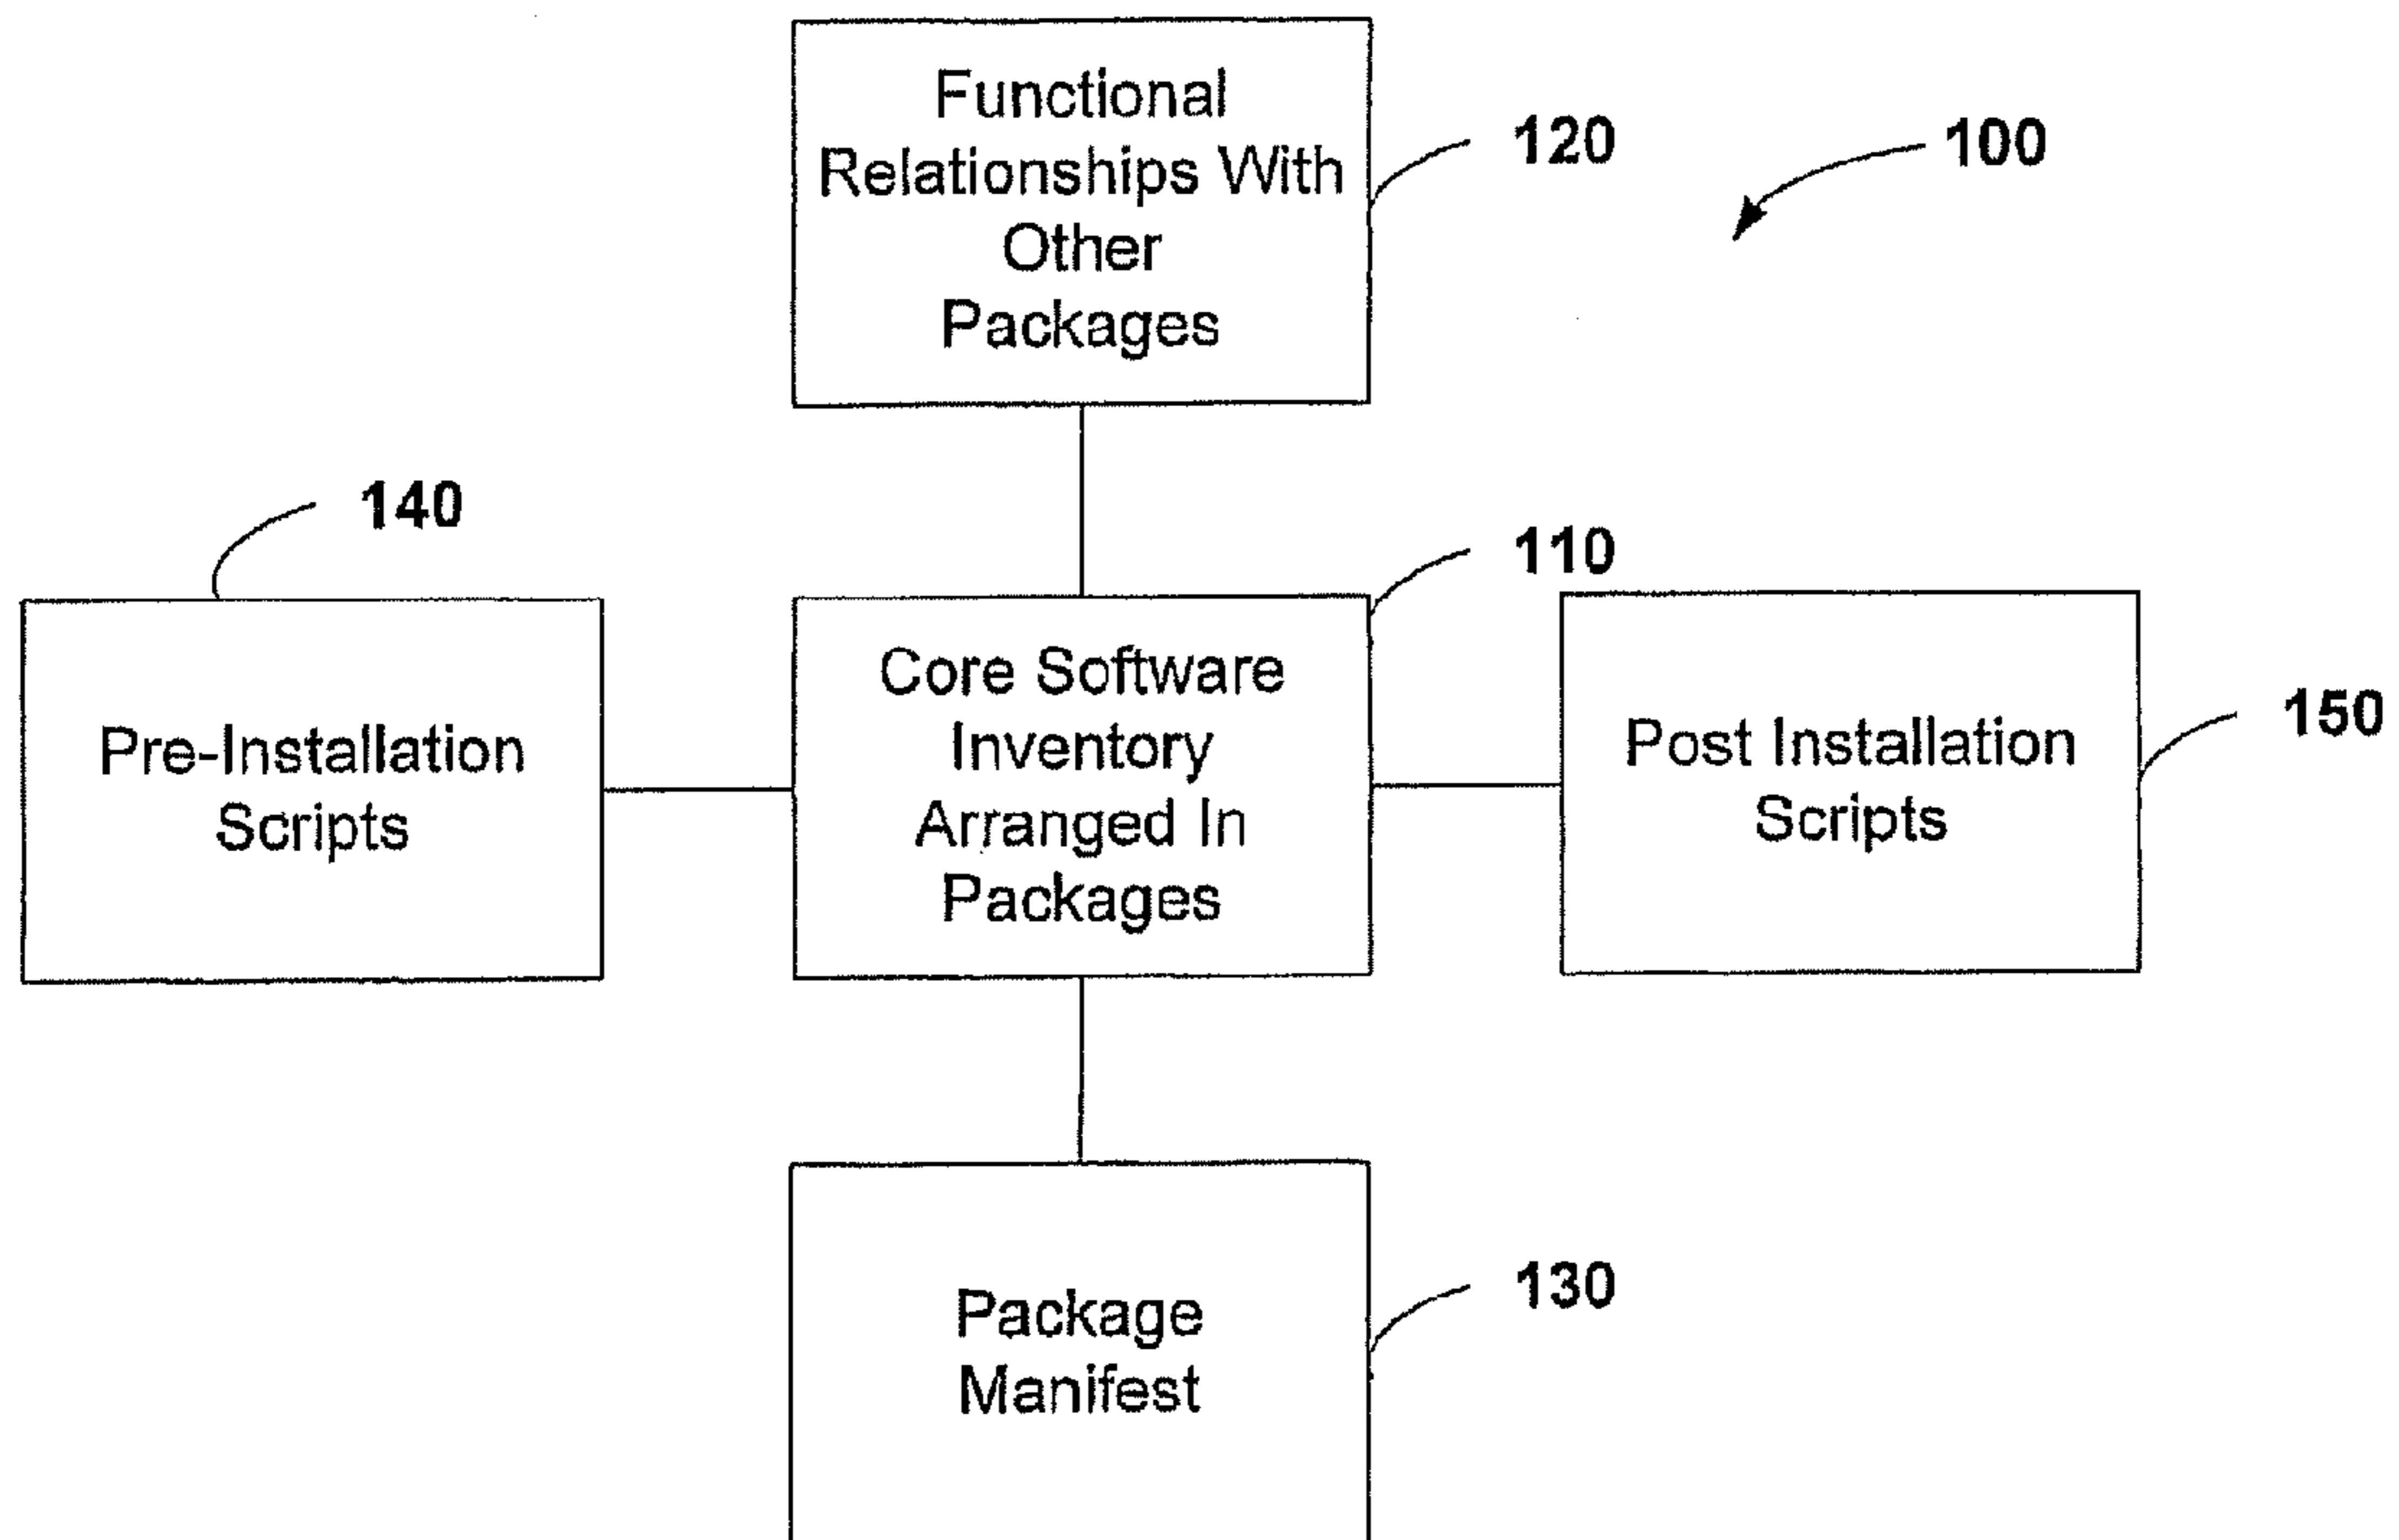 Functional
Relationships With
Other
Packages
120
100
140
110
Pre-Installation
Scripts
Core Software
Inventory
Arranged In
Packages
Post Installation
Scripts
150
Package
Manifest
130